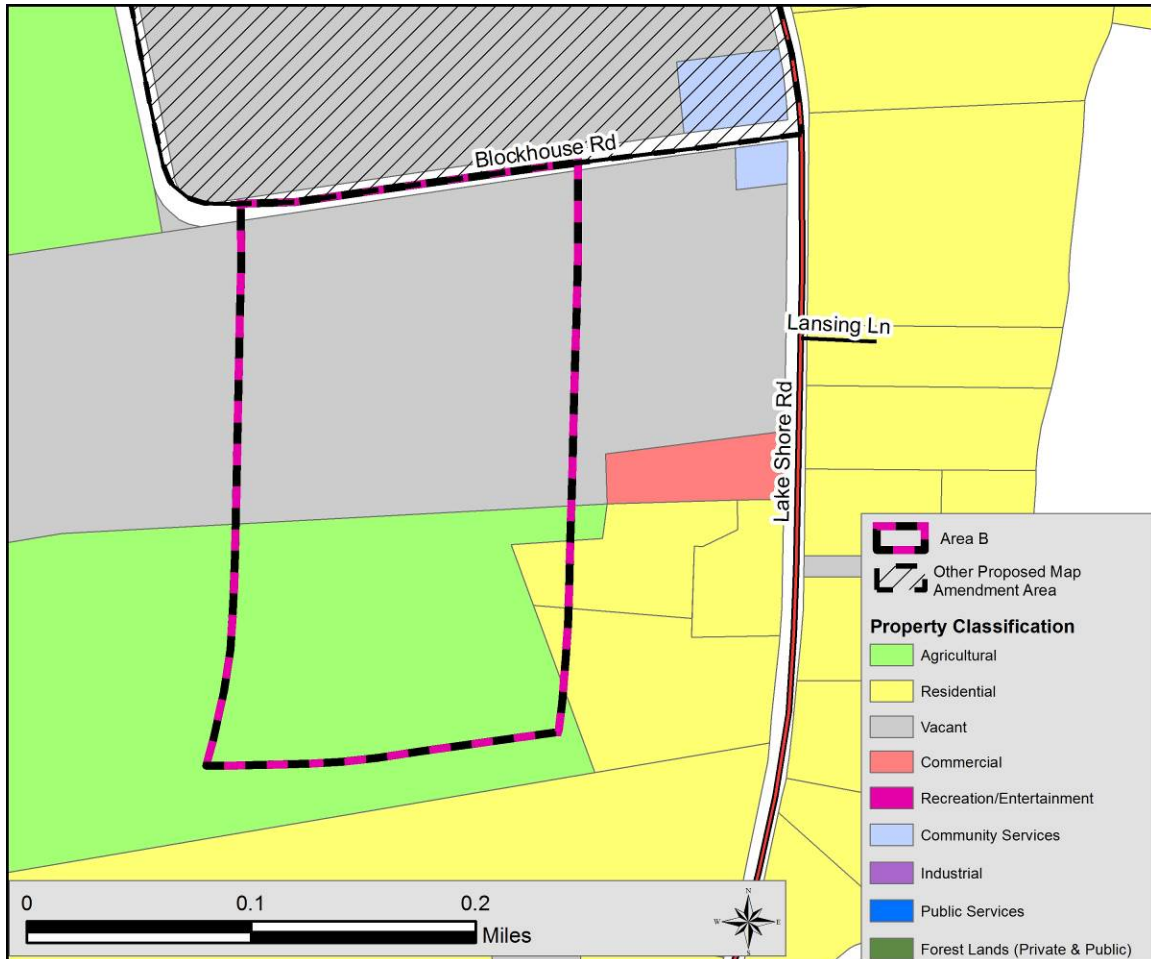 Blockhouse Rd
Lansing Ln
Lake Shore Rd
Area B
Other Proposed Map
Amendment Area
Property Classification
Agricultural
Residential
Vacant
Commercial
Recreation/Entertainment
Community Services
Industrial
Public Services
Forest Lands (Private & Public)
0 0.1 0.2
Miles
N
W E
S